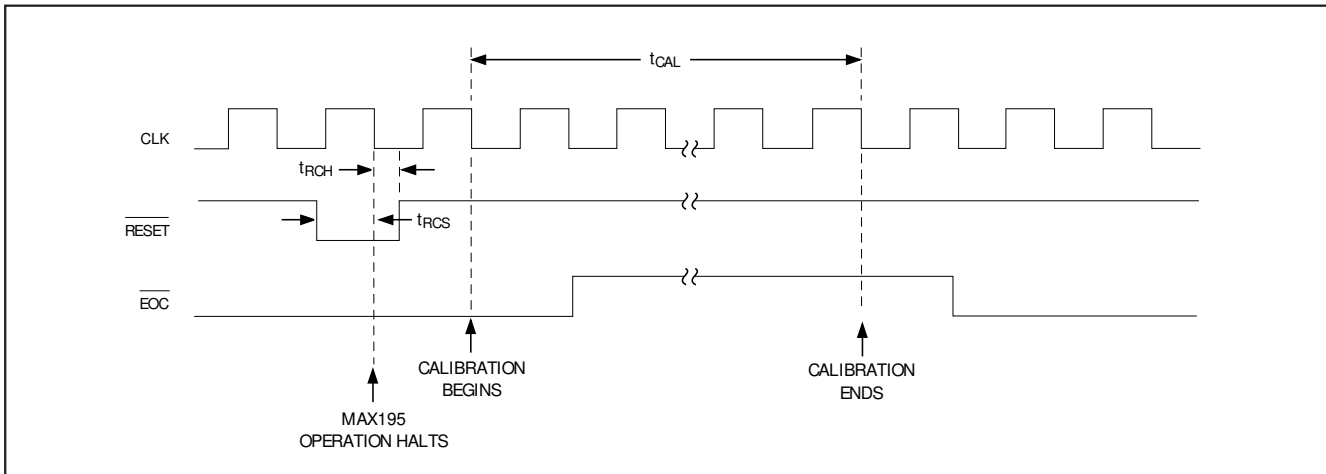 tCAL
CLK
tRCH
RESET
tRCS
EOC
CALIBRATION
BEGINS
CALIBRATION
ENDS
MAX195
OPERATION HALTS